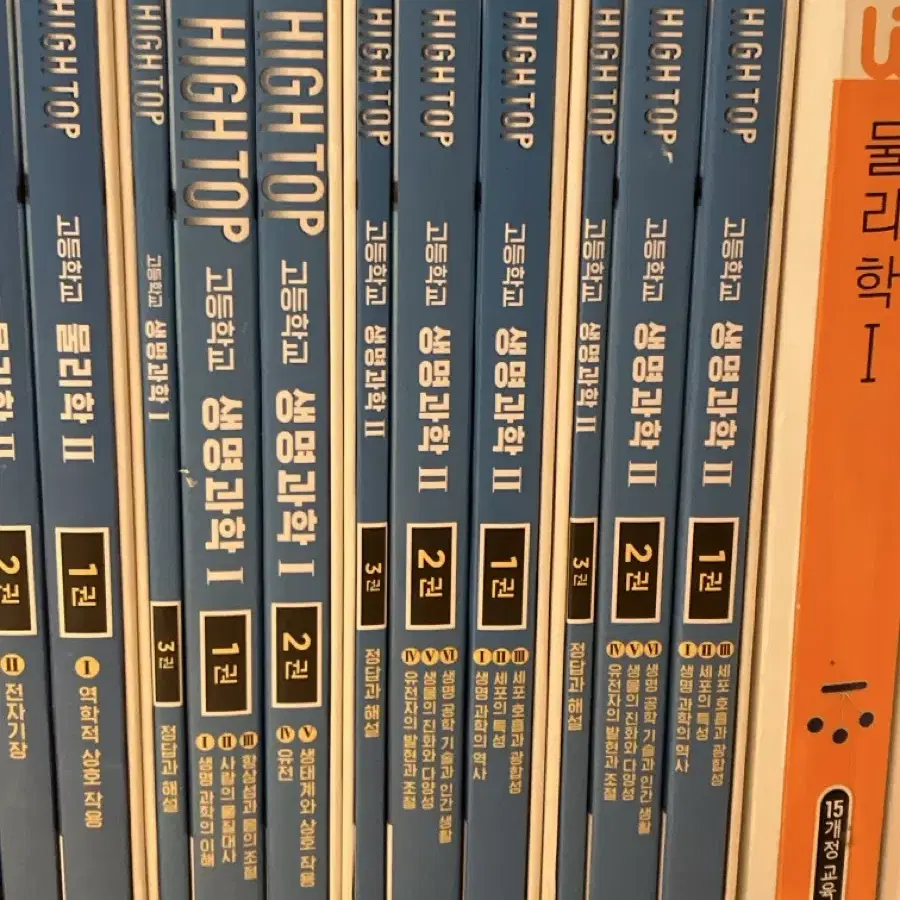 물리학 II
2권
II 전자기장
HIGH TOP
고등학교 물리학 II
1권
I 역학적 상호 작용
HIGH TOP
고등학교 생명과학 I
3권
정답과 해설
HIGH TOP
고등학교 생명과학 I
1권
I 생명 과학의 이해
II 사람의 물질대사
III 항상성과 몸의 조절
HIGH TOP
고등학교 생명과학 I
2권
IV 유전
V 생태계와 상호 작용
HIGH TOP
고등학교 생명과학 II
3권
정답과 해설
HIGH TOP
고등학교 생명과학 II
2권
IV 유전자의 발현과 조절
V 생물의 진화와 다양성
VI 생명 공학 기술과 인간 생활
HIGH TOP
고등학교 생명과학 II
1권
I 생명 과학의 역사
II 세포의 특성
III 세포 호흡과 광합성
HIGH TOP
고등학교 생명과학 II
3권
정답과 해설
HIGH TOP
고등학교 생명과학 II
2권
IV 유전자의 발현과 조절
V 생물의 진화와 다양성
VI 생명 공학 기술과 인간 생활
HIGH TOP
고등학교 생명과학 II
1권
I 생명 과학의 역사
II 세포의 특성
III 세포 호흡과 광합성
물리학 I
15개정 교육